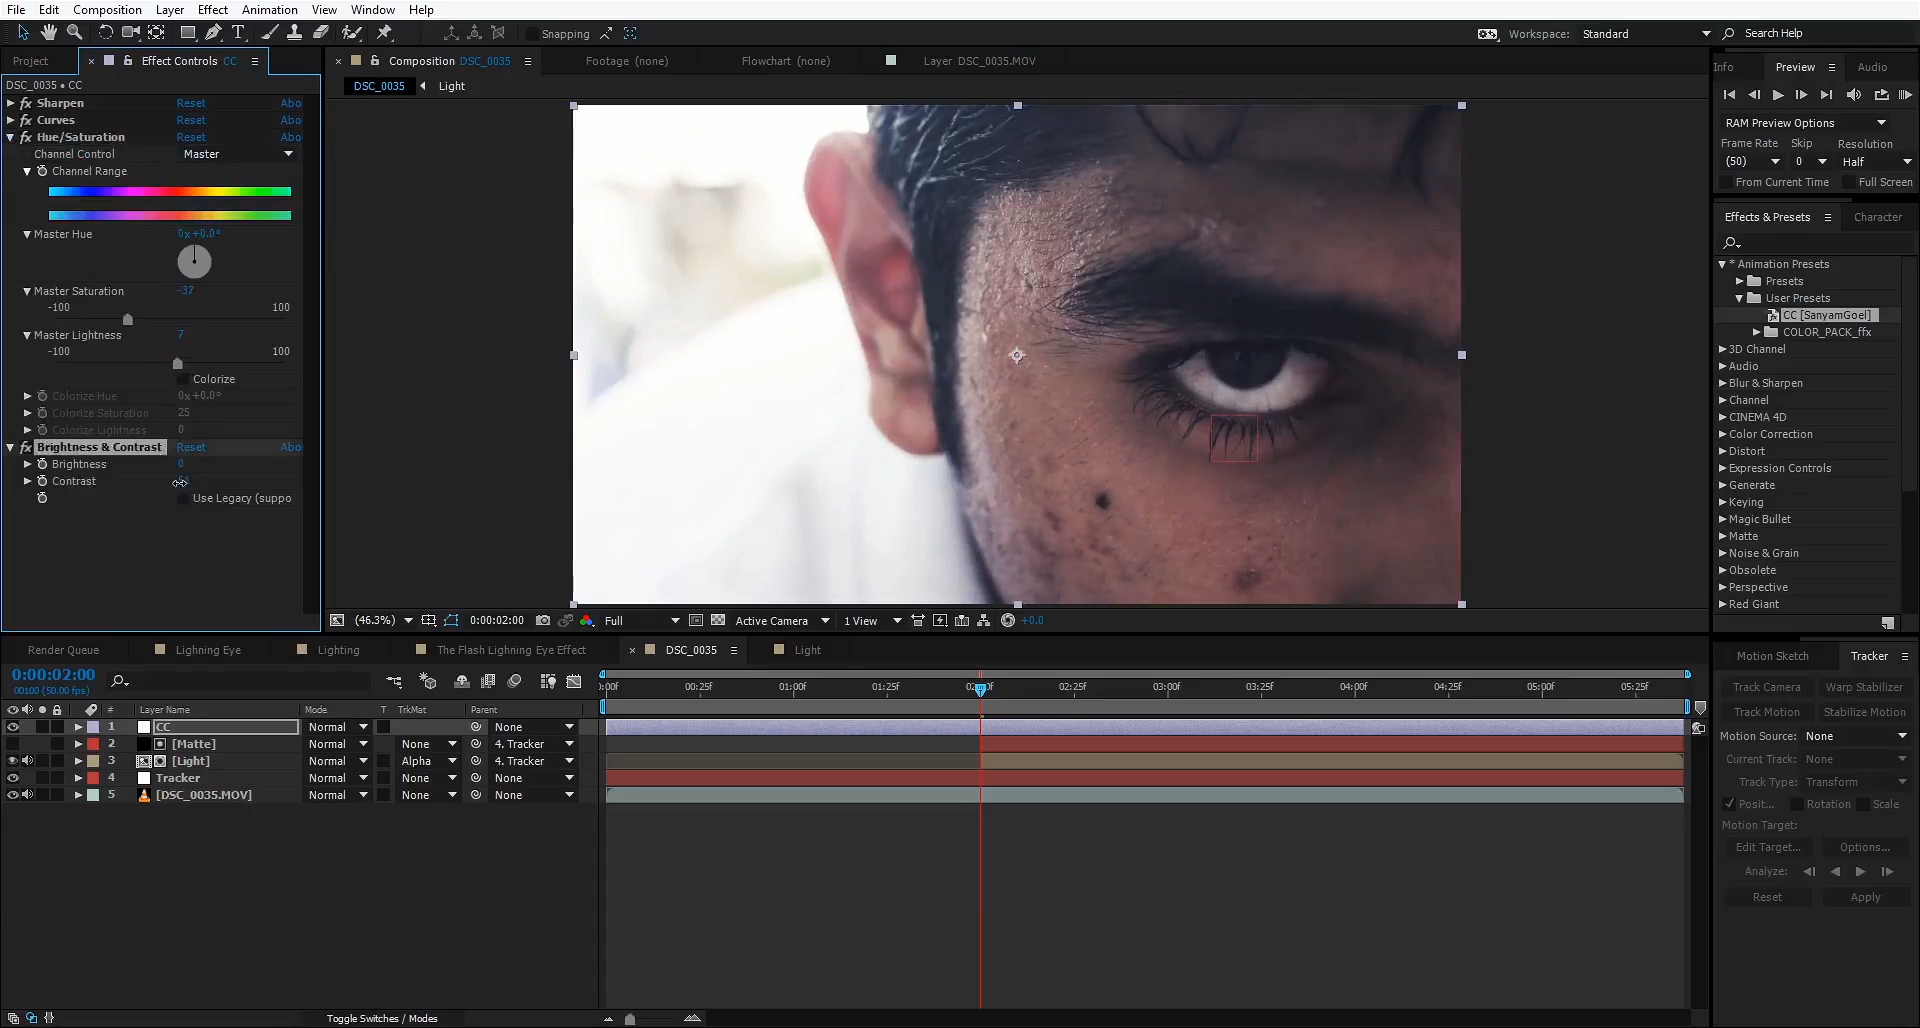 File Edit Composition Layer Effect Animation View Window Help
Snapping Workspace: Standard Search Help
Project Effect Controls CC Composition DSC_0035 Footage (none) Flowchart (none) Layer DSC_0035.MOV Info Preview Audio
DSC_0035 • CC
DSC_0035 Light
fx Sharpen Reset Abo
fx Curves Reset Abo
fx Hue/Saturation Reset Abo
Channel Control Master
Channel Range
Master Hue 0x+0.0°
Master Saturation -37
-100 100
Master Lightness 7
-100 100
Colorize
Colorize Hue 0x+0.0°
Colorize Saturation 25
Colorize Lightness 0
fx Brightness & Contrast Reset Abo
Brightness 0
Contrast
Use Legacy (suppo
RAM Preview Options
Frame Rate Skip Resolution
(50) 0 Half
From Current Time Full Screen
Effects & Presets Character
* Animation Presets
Presets
User Presets
CC [SanyamGoel]
COLOR_PACK_ffx
3D Channel
Audio
Blur & Sharpen
Channel
CINEMA 4D
Color Correction
Distort
Expression Controls
Generate
Keying
Magic Bullet
Matte
Noise & Grain
Obsolete
Perspective
Red Giant
(46.3%) 0:00:02:00 Full Active Camera 1 View +0.0
Render Queue Lighning Eye Lighting The Flash Lighning Eye Effect DSC_0035 Light
0:00:02:00
00100 (50.00 fps)
):00f 00:25f 01:00f 01:25f 02:00f 02:25f 03:00f 03:25f 04:00f 04:25f 05:00f 05:25f
# Layer Name Mode T TrkMat Parent
1 CC Normal None
2 [Matte] Normal None 4. Tracker
3 [Light] Normal Alpha 4. Tracker
4 Tracker Normal None None
5 [DSC_0035.MOV] Normal None None
Toggle Switches / Modes
Motion Sketch Tracker
Track Camera Warp Stabilizer
Track Motion Stabilize Motion
Motion Source: None
Current Track: None
Track Type: Transform
Posit... Rotation Scale
Motion Target:
Edit Target... Options...
Analyze:
Reset Apply